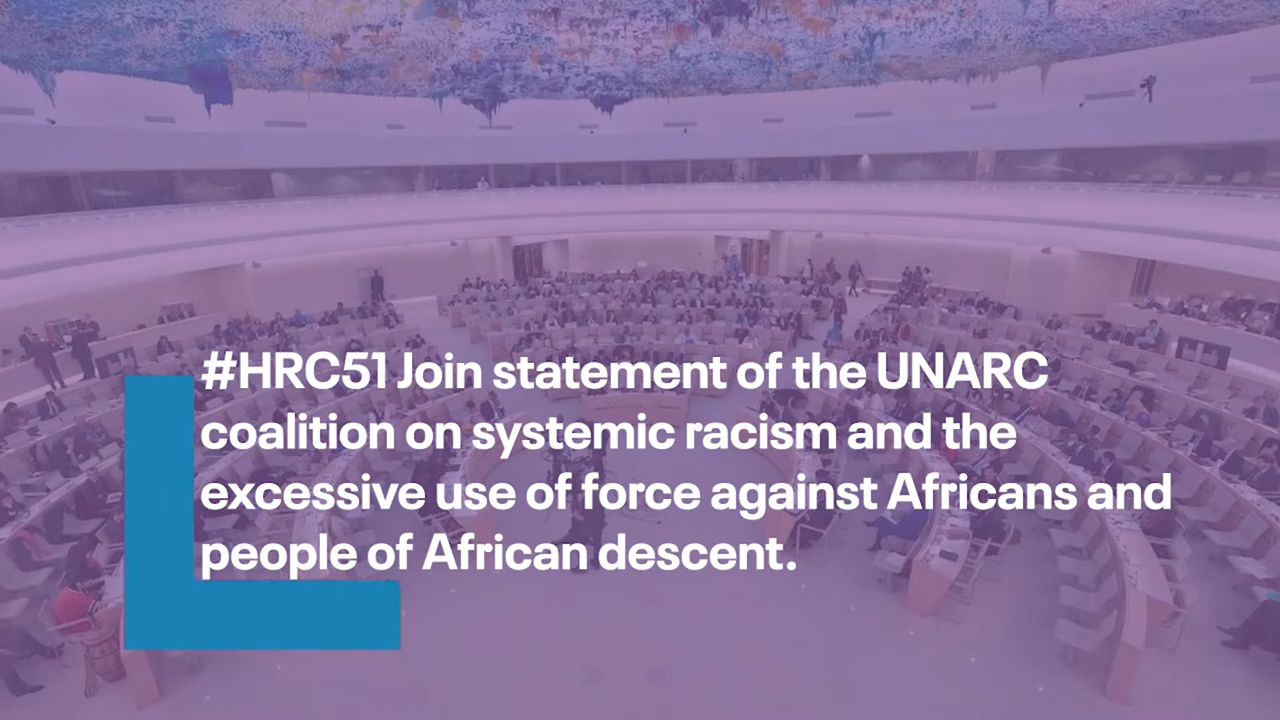 #HRC51 Join statement of the UNARC
coalition on systemic racism and the
excessive use of force against Africans and
people of African descent.